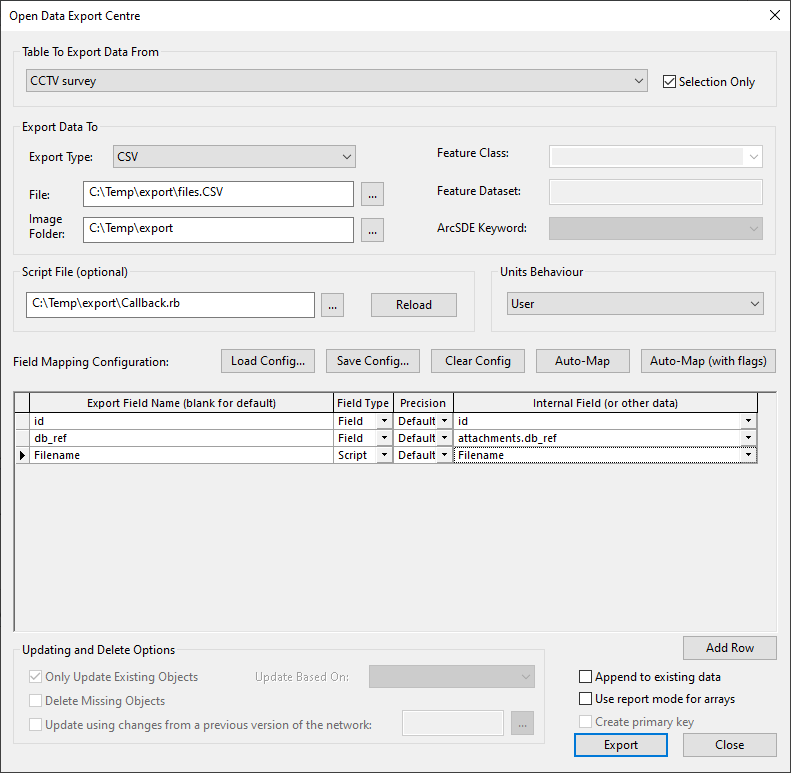 Open Data Export Centre
Table To Export Data From
CCTV survey
Selection Only
Export Data To
Export Type:
CSV
Feature Class:
File:
C:\Temp\export\files.CSV
...
Feature Dataset:
Image
Folder:
C:\Temp\export
...
ArcSDE Keyword:
Script File (optional)
C:\Temp\export\Callback.rb
...
Reload
Units Behaviour
User
Field Mapping Configuration:
Load Config...
Save Config...
Clear Config
Auto-Map
Auto-Map (with flags)
Export Field Name (blank for default) Field Type Precision Internal Field (or other data)
id Field Default id
db_ref Field Default attachments.db_ref
Filename Script Default Filename
Add Row
Updating and Delete Options
Only Update Existing Objects
Update Based On:
Delete Missing Objects
Update using changes from a previous version of the network:
...
Append to existing data
Use report mode for arrays
Create primary key
Export
Close